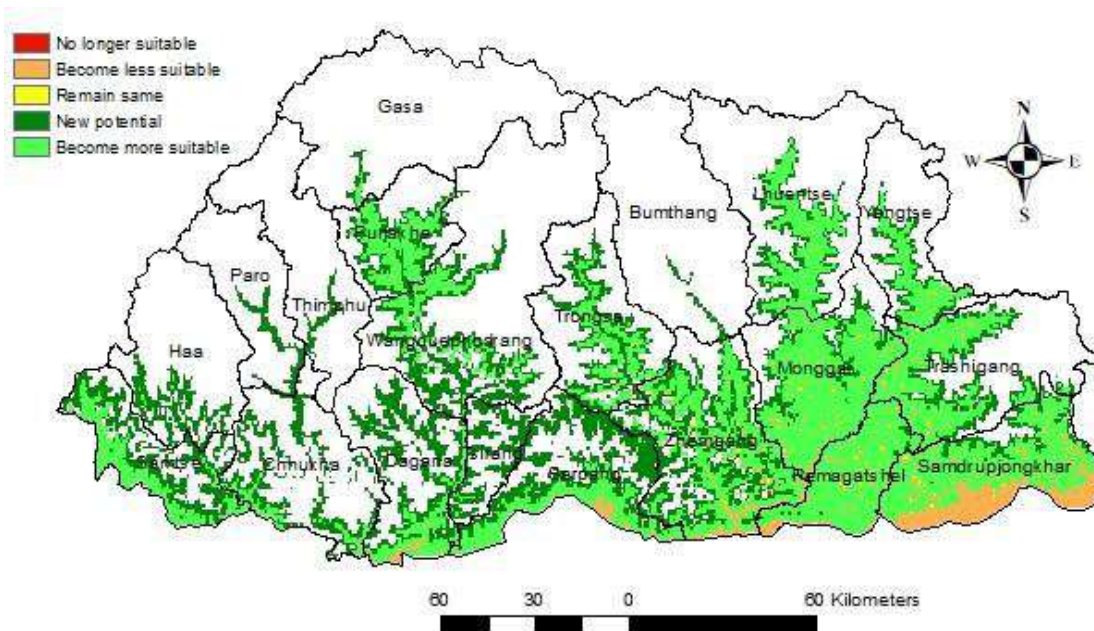 No longer suitable
Become less suitable
Remain same
New potential
Become more suitable
Gasa
N
W E
S
Lhuentse
Yangtse
Bumthang
Punakha
Paro
Thimphu
Trongsa
Haa
Wangduephodrang
Monggar
Trashigang
Zhemgang
Samtse
Chhukha
Dagana
Tsirang
Sarpang
Pemagatshel
Samdrupjongkhar
60 30 0 60 Kilometers